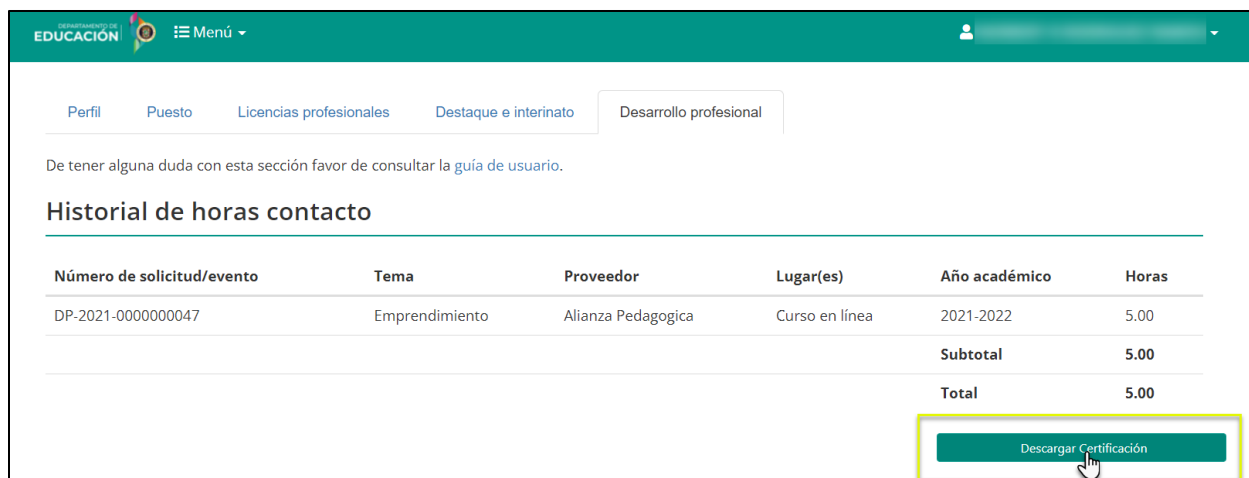 DEPARTAMENTO DE
EDUCACIÓN
Menú
Perfil Puesto Licencias profesionales Destaque e interinato Desarrollo profesional
De tener alguna duda con esta sección favor de consultar la guía de usuario.
Historial de horas contacto
Número de solicitud/evento Tema Proveedor Lugar(es) Año académico Horas
DP-2021-0000000047 Emprendimiento Alianza Pedagogica Curso en línea 2021-2022 5.00
Subtotal 5.00
Total 5.00
Descargar Certificación